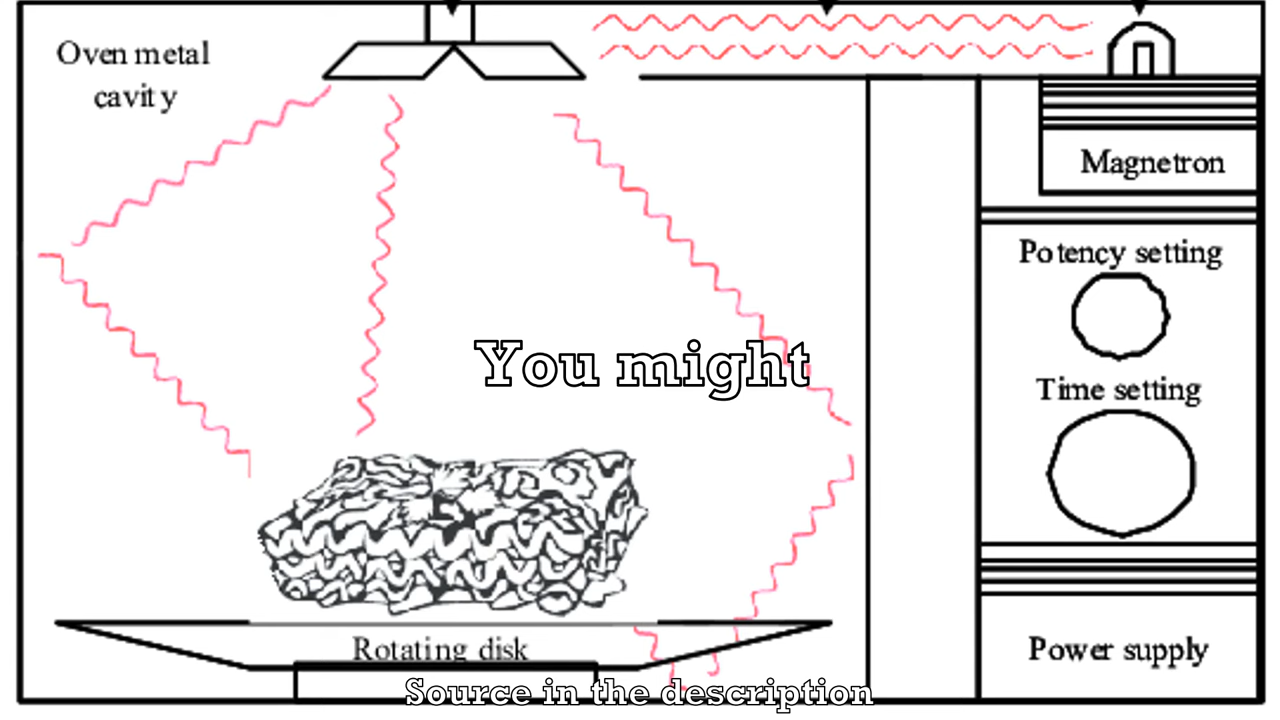 Oven metal
cavity
Magnetron
Potency setting
You might
Time setting
Rotating disk
Power supply
Source in the description